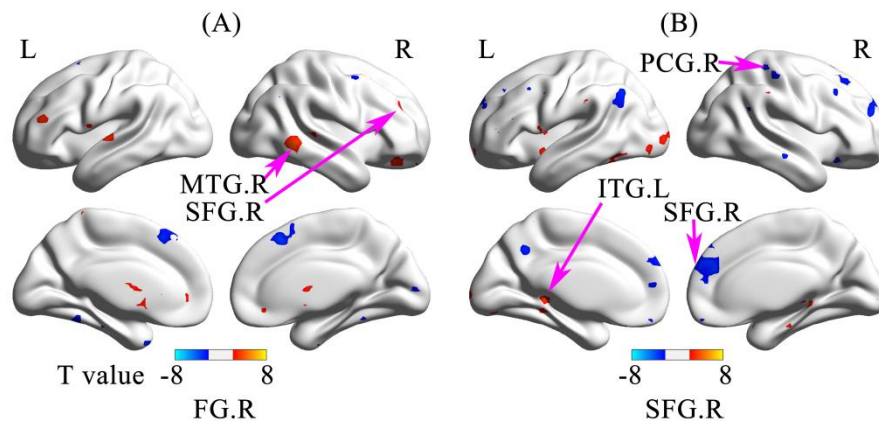 (A)
L
R
MTG.R
SFG.R
T value
-8
8
FG.R
(B)
L
R
PCG.R
ITG.L
SFG.R
-8
8
SFG.R